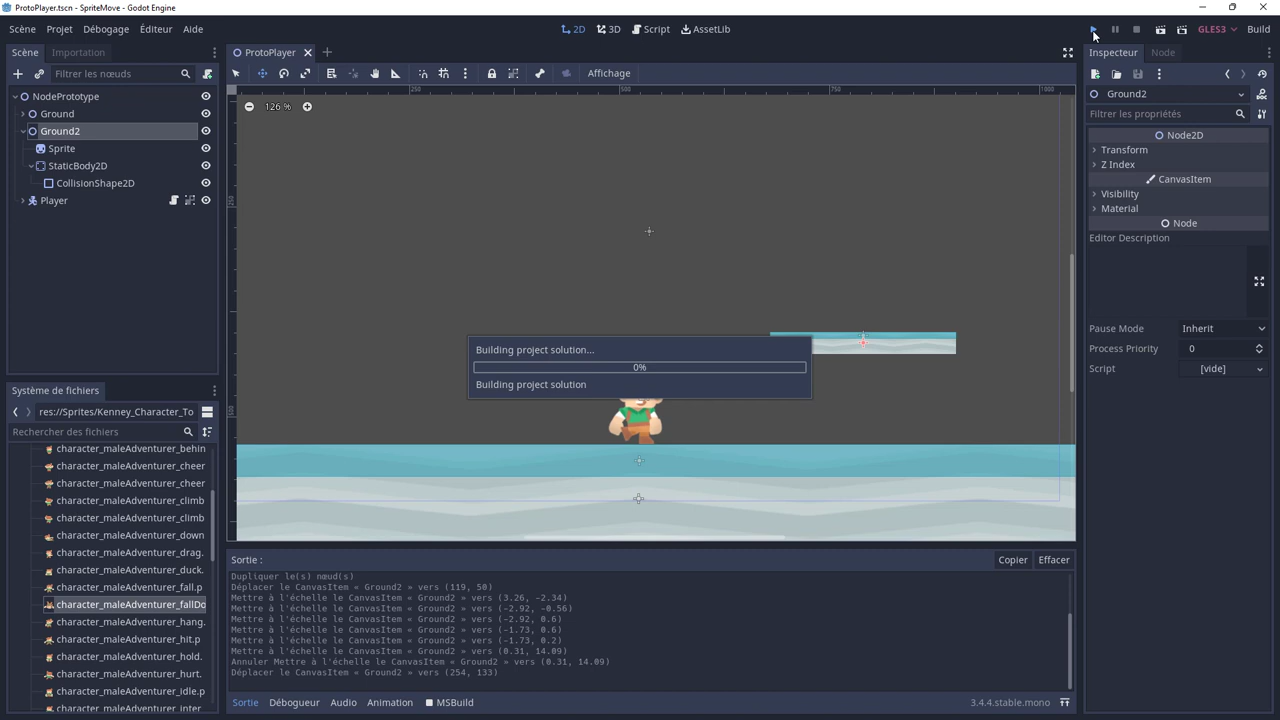 ProtoPlayer.tscn - SpriteMove - Godot Engine
Scène Projet Débogage Éditeur Aide
2D 3D Script AssetLib
GLES3 Build
Scène Importation
Filtrer les nœuds
NodePrototype
Ground
Ground2
Sprite
StaticBody2D
CollisionShape2D
Player
Système de fichiers
res://Sprites/Kenney_Character_To
Rechercher des fichiers
character_maleAdventurer_behin
character_maleAdventurer_cheer
character_maleAdventurer_cheer
character_maleAdventurer_climb
character_maleAdventurer_climb
character_maleAdventurer_down
character_maleAdventurer_drag.
character_maleAdventurer_duck.
character_maleAdventurer_fall.p
character_maleAdventurer_fallDo
character_maleAdventurer_hang.
character_maleAdventurer_hit.p
character_maleAdventurer_hold.
character_maleAdventurer_hurt.
character_maleAdventurer_idle.p
character_maleAdventurer_inter
ProtoPlayer
Affichage
250 500 750 1000
126 %
250
500
Building project solution...
0%
Building project solution
Sortie :
Copier Effacer
Dupliquer le(s) nœud(s)
Déplacer le CanvasItem « Ground2 » vers (119, 50)
Mettre à l'échelle le CanvasItem « Ground2 » vers (3.26, -2.34)
Mettre à l'échelle le CanvasItem « Ground2 » vers (-2.92, -0.56)
Mettre à l'échelle le CanvasItem « Ground2 » vers (-2.92, 0.6)
Mettre à l'échelle le CanvasItem « Ground2 » vers (-1.73, 0.6)
Mettre à l'échelle le CanvasItem « Ground2 » vers (-1.73, 0.2)
Mettre à l'échelle le CanvasItem « Ground2 » vers (0.31, 14.09)
Annuler Mettre à l'échelle le CanvasItem « Ground2 » vers (0.31, 14.09)
Déplacer le CanvasItem « Ground2 » vers (254, 133)
Sortie Débogueur Audio Animation MSBuild
3.4.4.stable.mono
Inspecteur Node
Ground2
Filtrer les propriétés
Node2D
Transform
Z Index
CanvasItem
Visibility
Material
Node
Editor Description
Pause Mode Inherit
Process Priority 0
Script [vide]